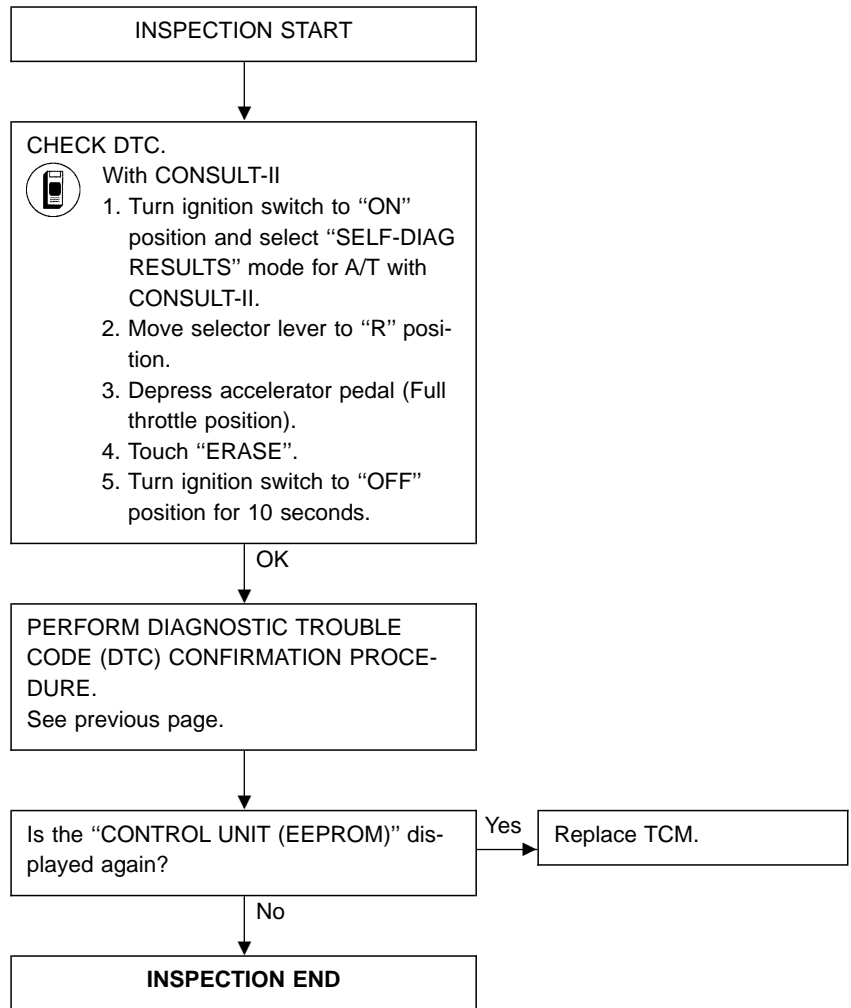 INSPECTION START
CHECK DTC.
With CONSULT-II
1. Turn ignition switch to ‘‘ON’’
position and select ‘‘SELF-DIAG
RESULTS’’ mode for A/T with
CONSULT-II.
2. Move selector lever to ‘‘R’’ posi-
tion.
3. Depress accelerator pedal (Full
throttle position).
4. Touch ‘‘ERASE’’.
5. Turn ignition switch to ‘‘OFF’’
position for 10 seconds.
OK
PERFORM DIAGNOSTIC TROUBLE
CODE (DTC) CONFIRMATION PROCE-
DURE.
See previous page.
Is the ‘‘CONTROL UNIT (EEPROM)’’ dis-
played again?
Yes
Replace TCM.
No
INSPECTION END